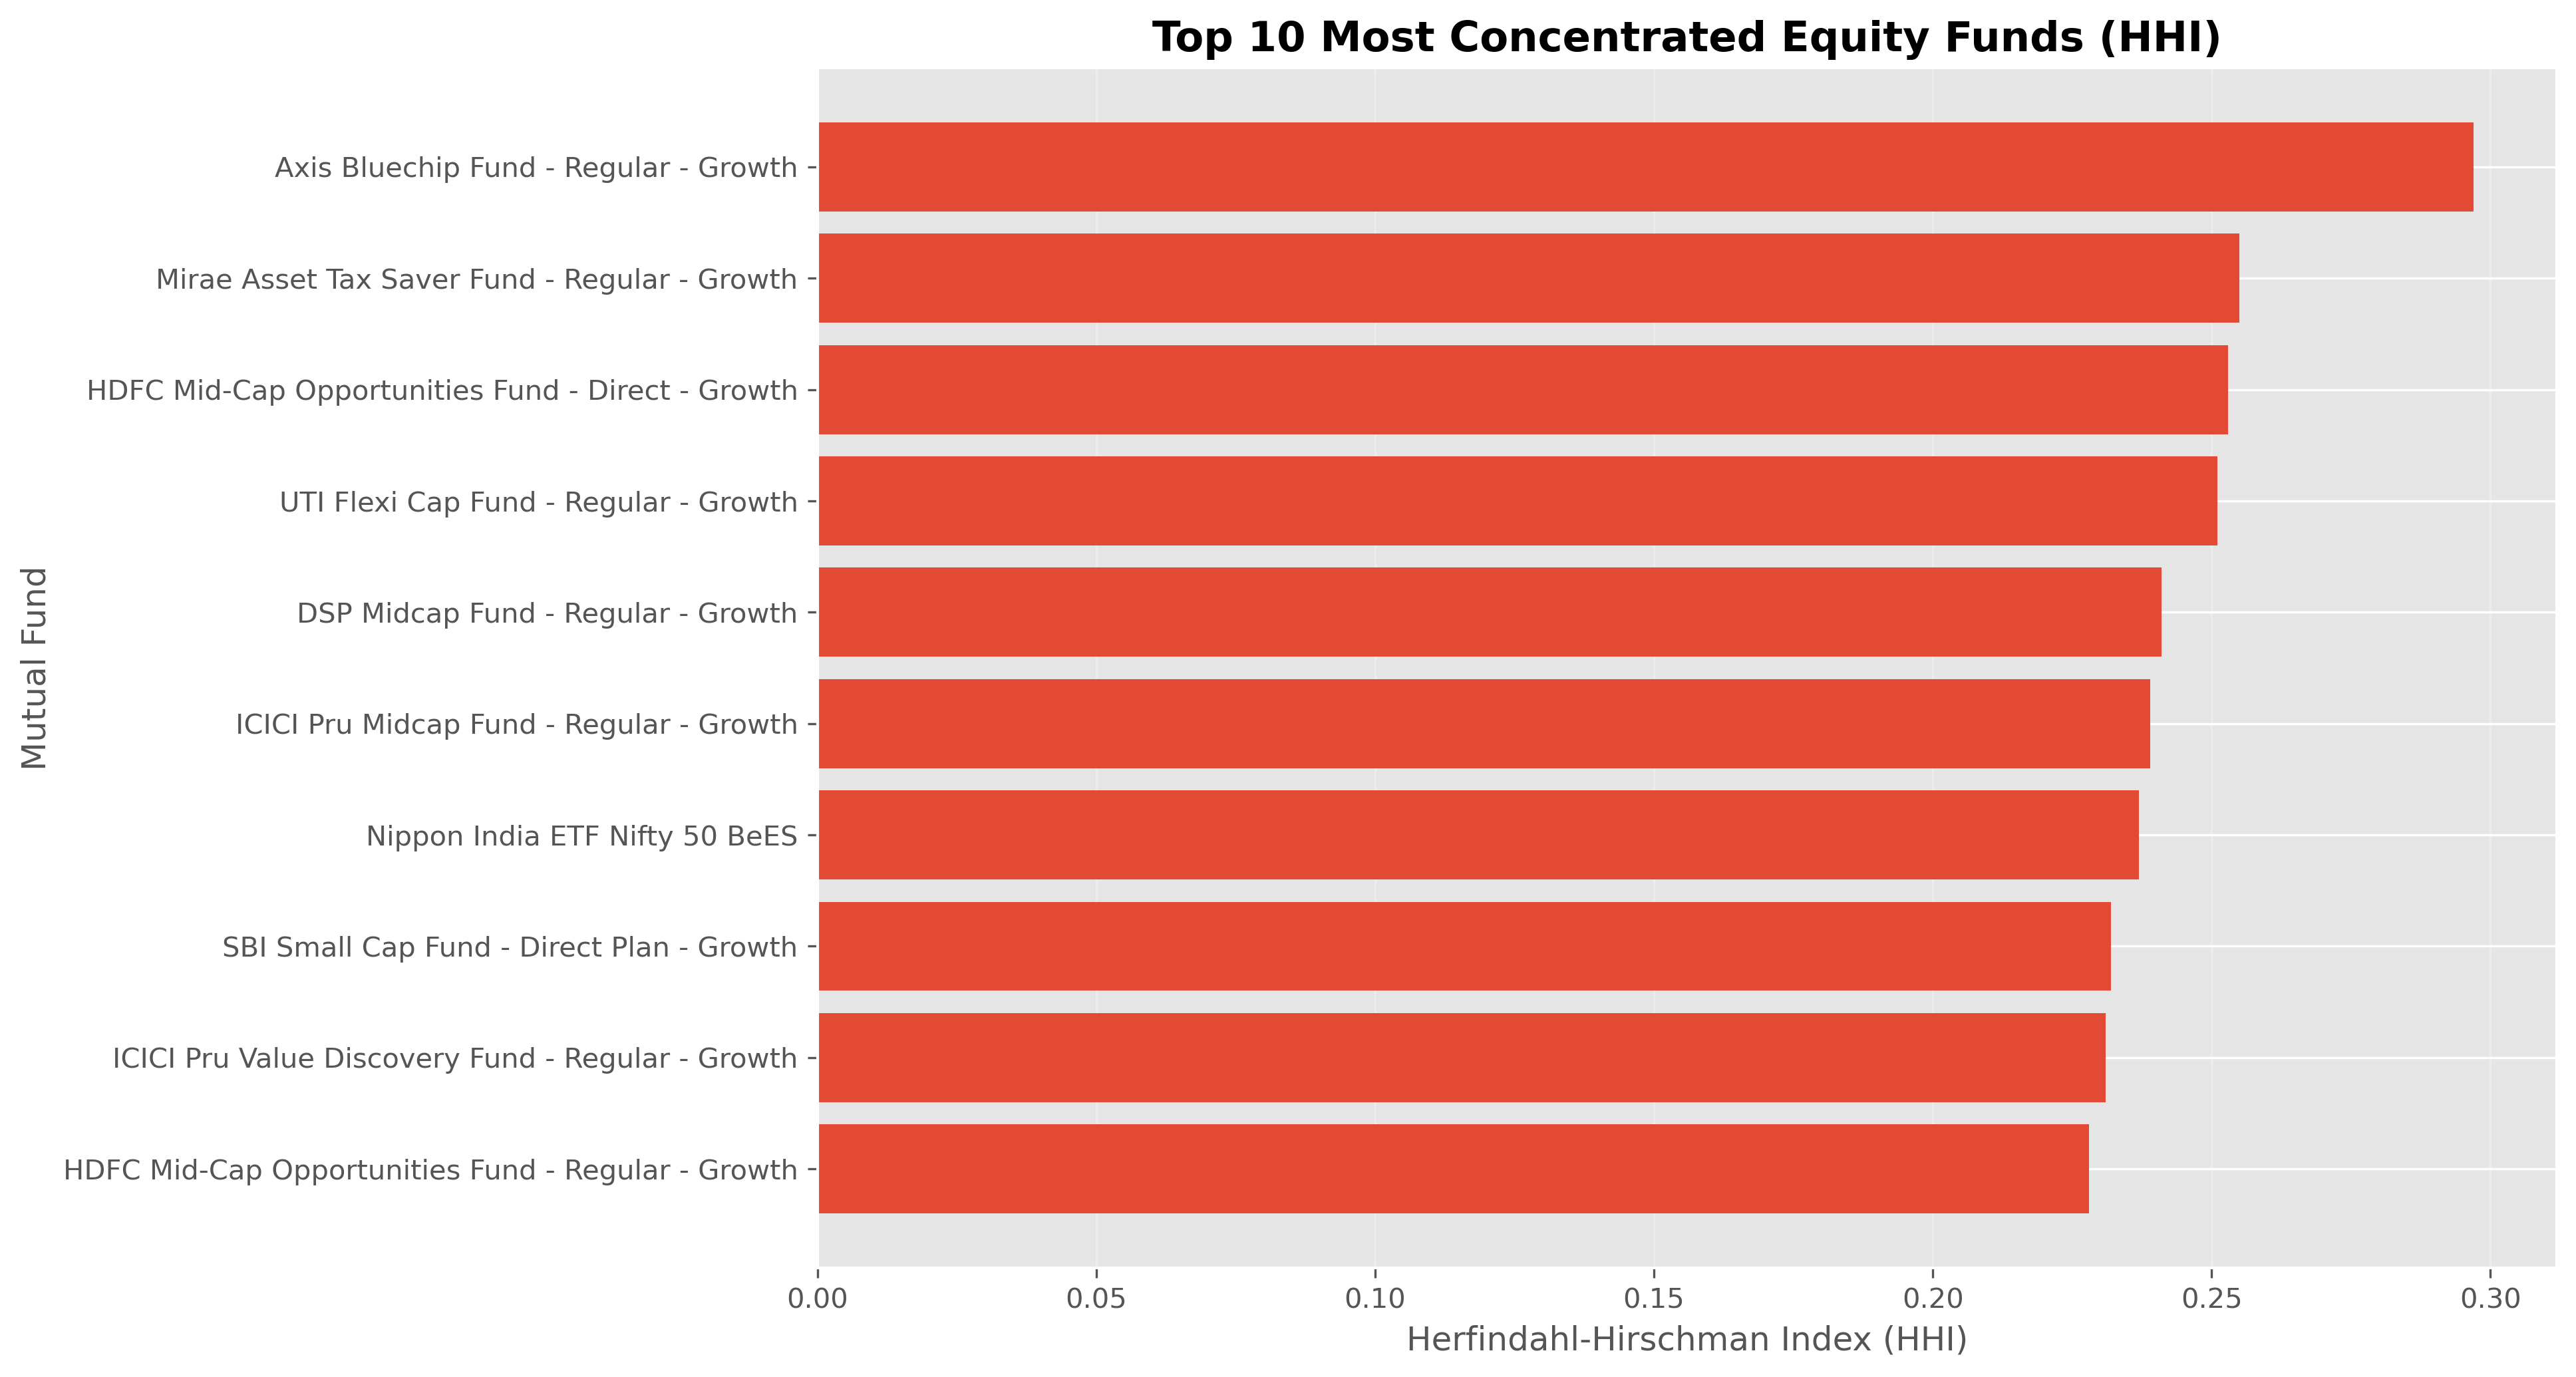 Top 10 Most Concentrated Equity Funds (HHI)
Mutual Fund
Axis Bluechip Fund - Regular - Growth
Mirae Asset Tax Saver Fund - Regular - Growth
HDFC Mid-Cap Opportunities Fund - Direct - Growth
UTI Flexi Cap Fund - Regular - Growth
DSP Midcap Fund - Regular - Growth
ICICI Pru Midcap Fund - Regular - Growth
Nippon India ETF Nifty 50 BeES
SBI Small Cap Fund - Direct Plan - Growth
ICICI Pru Value Discovery Fund - Regular - Growth
HDFC Mid-Cap Opportunities Fund - Regular - Growth
0.00 0.05 0.10 0.15 0.20 0.25 0.30
Herfindahl-Hirschman Index (HHI)